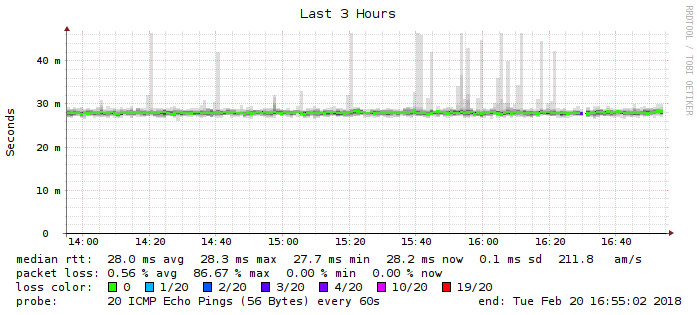 Last 3 Hours
RRDTOOL / TOBI OETIKER
Seconds
40 m
30 m
20 m
10 m
0
14:00 14:20 14:40 15:00 15:20 15:40 16:00 16:20 16:40
median rtt: 28.0 ms avg 28.3 ms max 27.7 ms min 28.2 ms now 0.1 ms sd 211.8 am/s
packet loss: 0.56 % avg 86.67 % max 0.00 % min 0.00 % now
loss color: 0 1/20 2/20 3/20 4/20 10/20 19/20
probe: 20 ICMP Echo Pings (56 Bytes) every 60s end: Tue Feb 20 16:55:02 2018